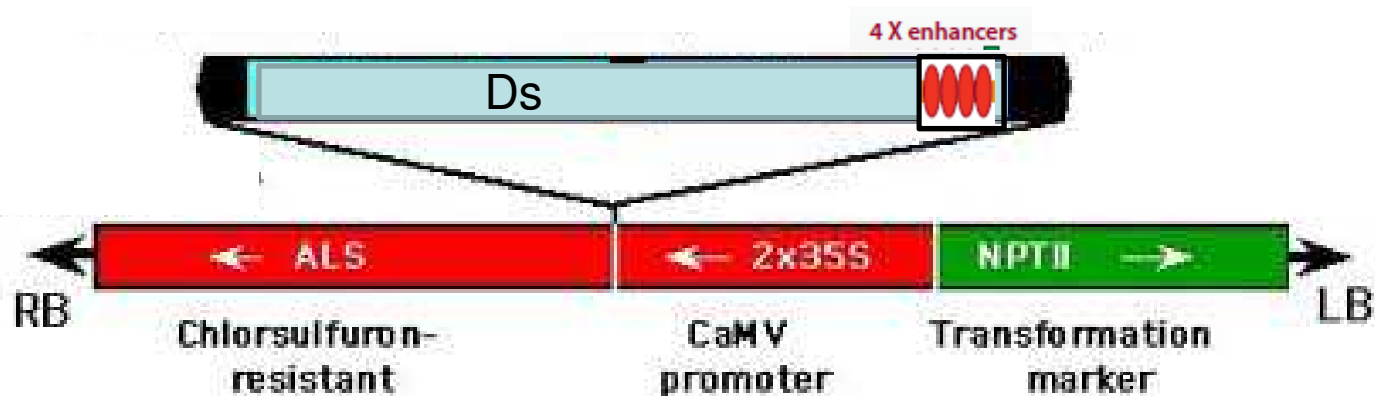 4 X enhancers
Ds
ALS
2x35S
NPTII
RB
LB
Chlorsulfuron-
resistant
CaMV
promoter
Transformation
marker